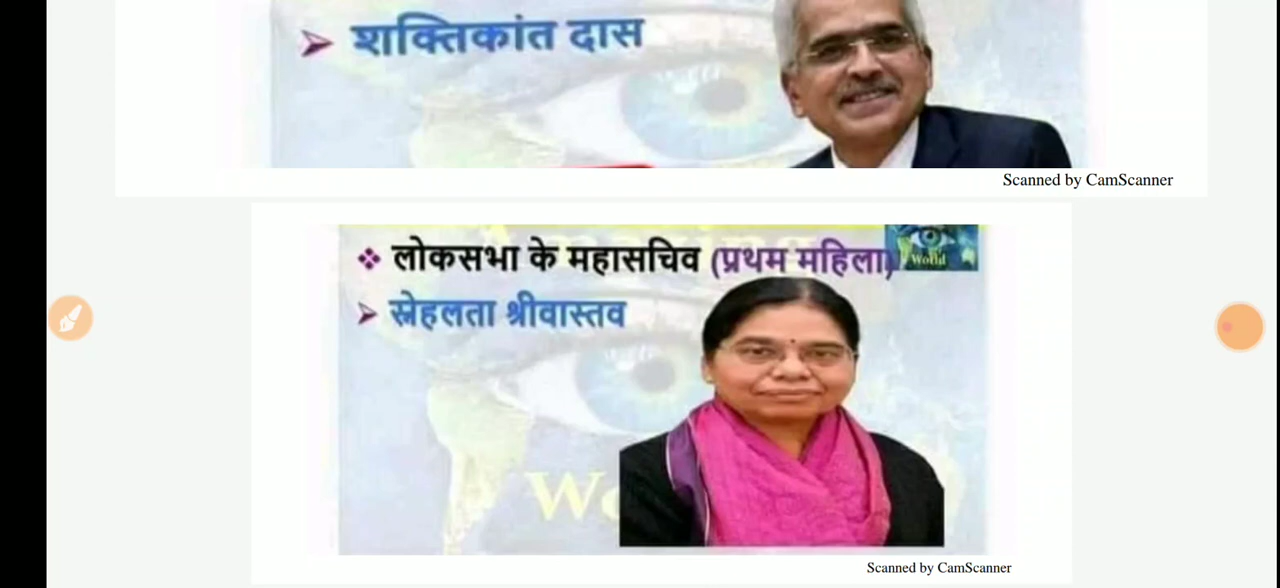 ➤ शक्तिकांत दास
Scanned by CamScanner
❖ लोकसभा के महासचिव (प्रथम महिला)
World
➤ स्नेहलता श्रीवास्तव
Scanned by CamScanner